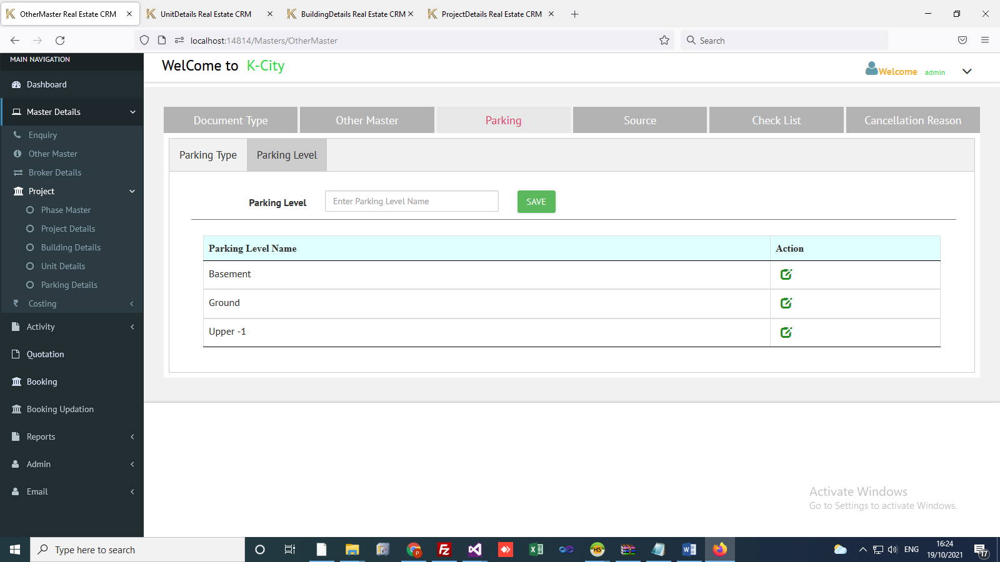 OtherMaster Real Estate CRM
UnitDetails Real Estate CRM
BuildingDetails Real Estate CRM
ProjectDetails Real Estate CRM
localhost:14814/Masters/OtherMaster
Search
MAIN NAVIGATION
WelCome to K-City
Welcome admin
Dashboard
Master Details
Enquiry
Other Master
Broker Details
Project
Phase Master
Project Details
Building Details
Unit Details
Parking Details
Costing
Activity
Quotation
Booking
Booking Updation
Reports
Admin
Email
Document Type
Other Master
Parking
Source
Check List
Cancellation Reason
Parking Type
Parking Level
Parking Level
Enter Parking Level Name
SAVE
Parking Level Name
Action
Basement
Ground
Upper -1
Activate Windows
Go to Settings to activate Windows.
Type here to search
P
HS
ENG
16:24
19/10/2021
17